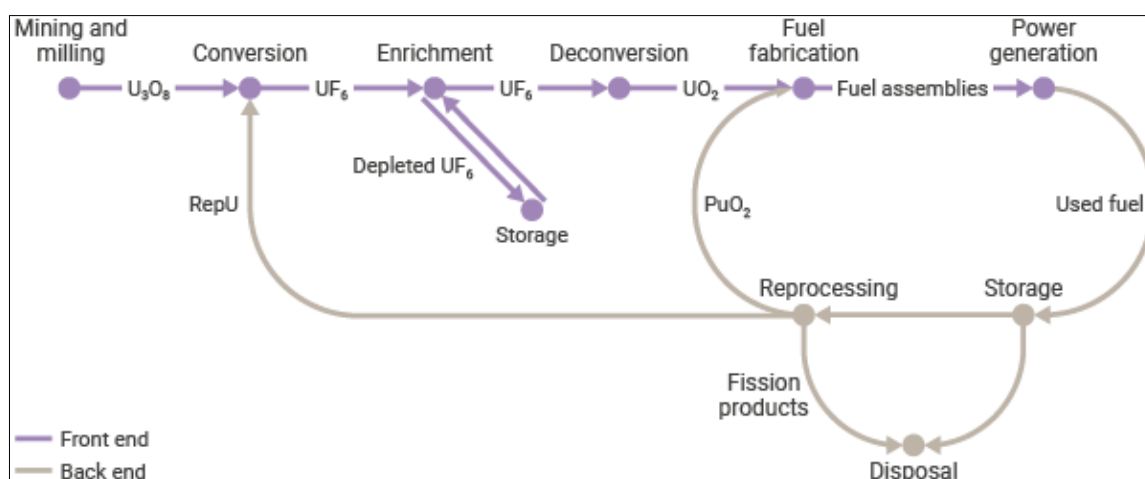 Mining and
milling
Conversion
Enrichment
Deconversion
Fuel
fabrication
Power
generation
U₃O₈
UF₆
UF₆
UO₂
Fuel assemblies
Depleted UF₆
Storage
RepU
PuO₂
Used fuel
Reprocessing
Storage
Fission
products
Disposal
Front end
Back end